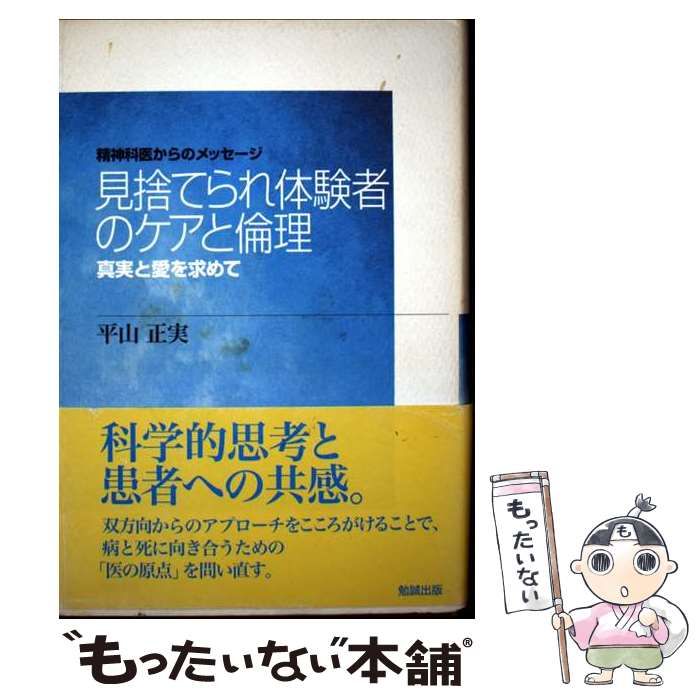 精神科医からのメッセージ
見捨てられ体験者
のケアと倫理
真実と愛を求めて
平山 正実
科学的思考と
患者への共感。
双方向からのアプローチをこころがけることで、
病と死に向き合うための
「医の原点」を問い直す。
勉誠出版
もったいない
も
"もったいない"本舗®